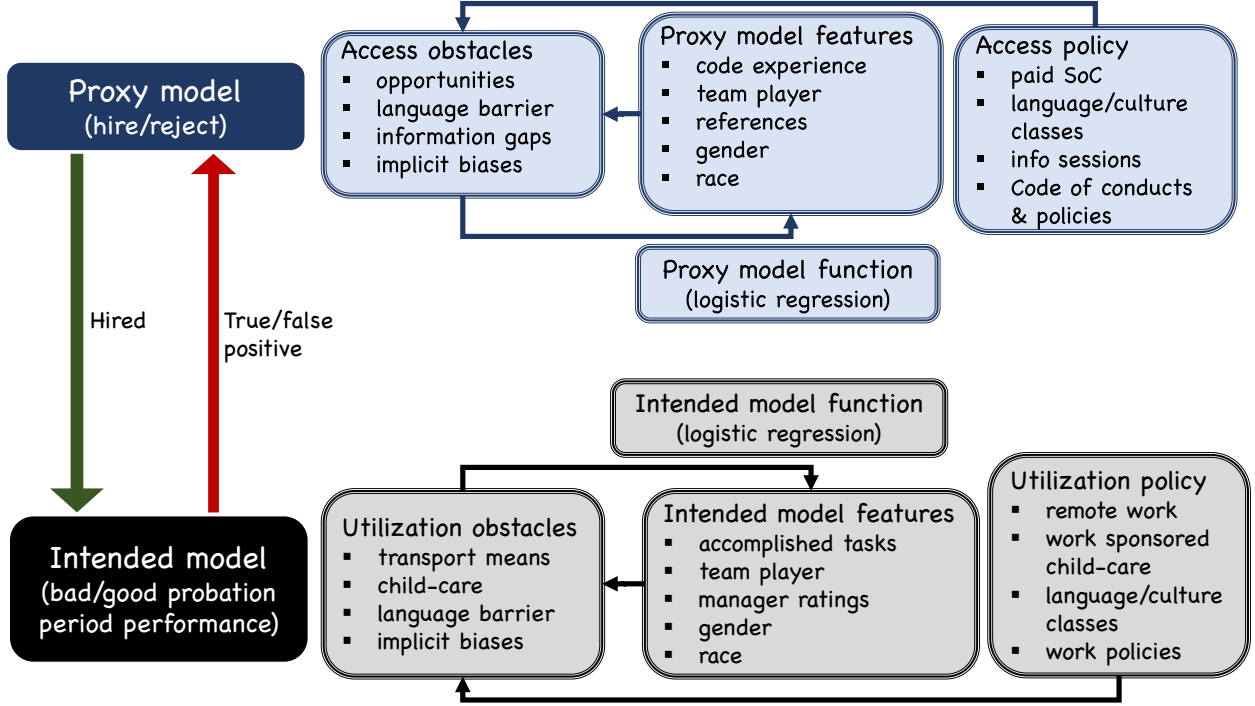 Proxy model
(hire/reject)
Access obstacles
▪ opportunities
▪ language barrier
▪ information gaps
▪ implicit biases
Proxy model features
▪ code experience
▪ team player
▪ references
▪ gender
▪ race
Access policy
▪ paid SoC
▪ language/culture
classes
▪ info sessions
▪ Code of conducts
& policies
Proxy model function
(logistic regression)
Hired
True/false
positive
Intended model function
(logistic regression)
Intended model
(bad/good probation
period performance)
Utilization obstacles
▪ transport means
▪ child-care
▪ language barrier
▪ implicit biases
Intended model features
▪ accomplished tasks
▪ team player
▪ manager ratings
▪ gender
▪ race
Utilization policy
▪ remote work
▪ work sponsored
child-care
▪ language/culture
classes
▪ work policies